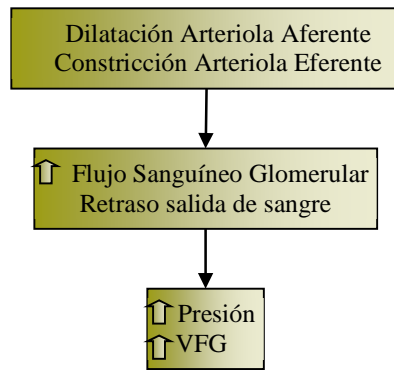 Dilatación Arteriola Aferente
Constricción Arteriola Eferente
Flujo Sanguíneo Glomerular
Retraso salida de sangre
Presión
VFG